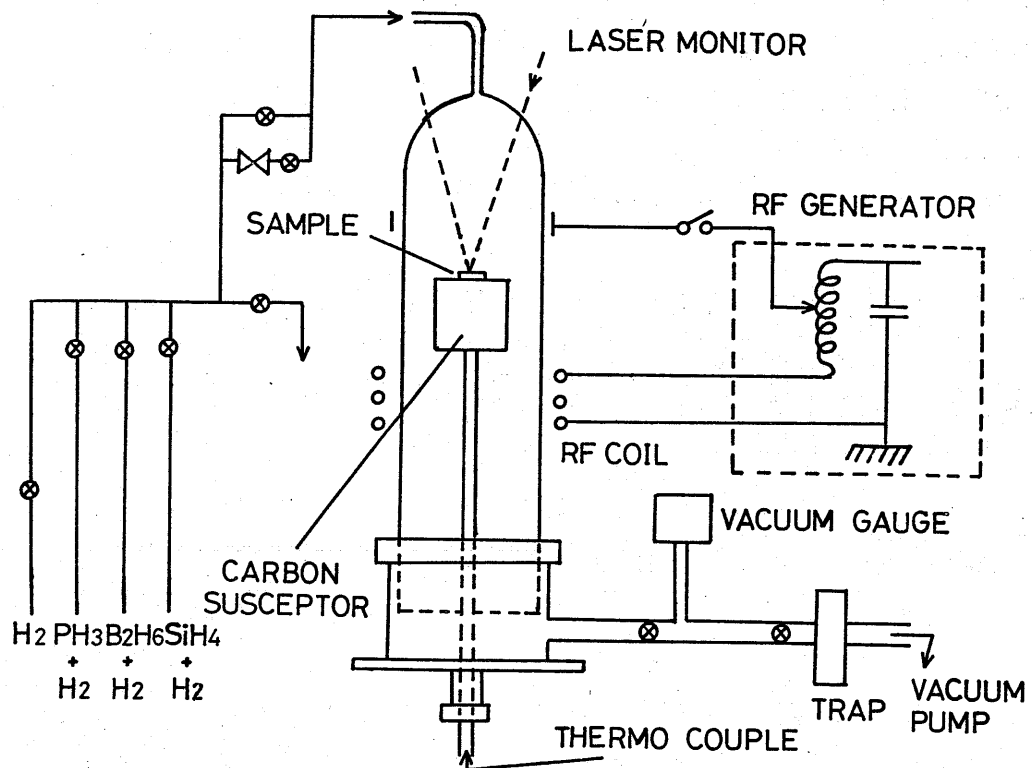 LASER MONITOR
SAMPLE
RF GENERATOR
RF COIL
VACUUM GAUGE
CARBON
SUSCEPTOR
H2 PH3 B2H6 SiH4
+ + +
H2 H2 H2
TRAP
VACUUM
PUMP
THERMO COUPLE